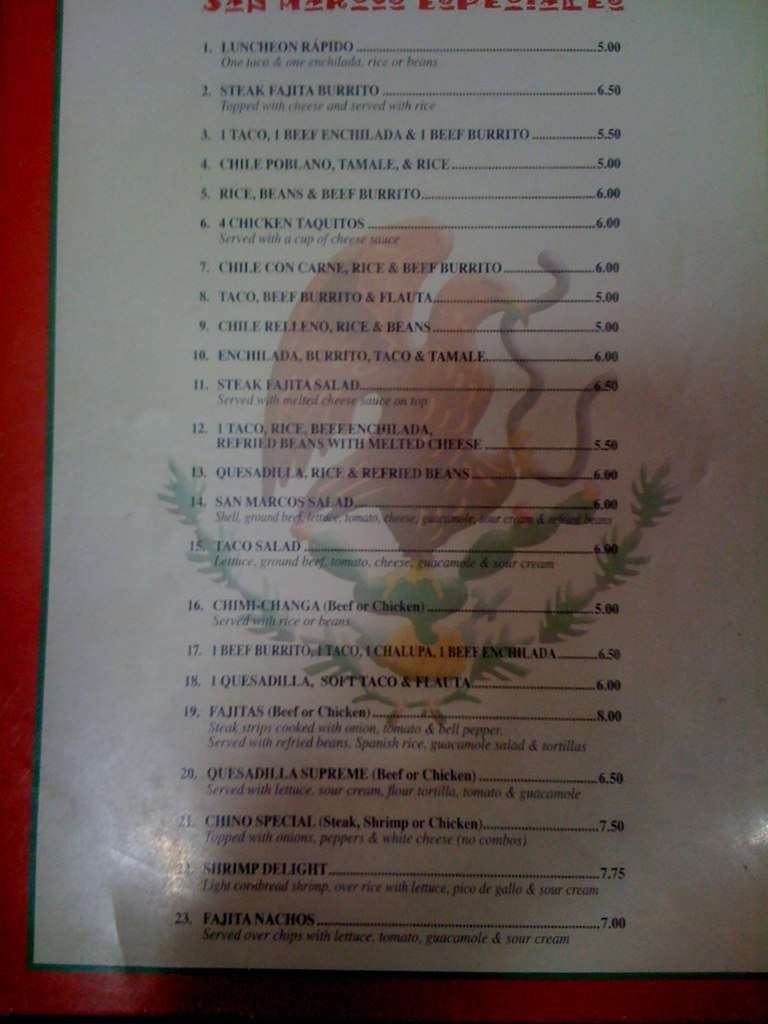 SAN MARCOS ESPECIALES
1. LUNCHEON RÁPIDO ..... 5.00
One taco & one enchilada, rice or beans
2. STEAK FAJITA BURRITO ..... 6.50
Topped with cheese and served with rice
3. 1 TACO, 1 BEEF ENCHILADA & 1 BEEF BURRITO ..... 5.50
4. CHILE POBLANO, TAMALE, & RICE ..... 5.00
5. RICE, BEANS & BEEF BURRITO ..... 6.00
6. 4 CHICKEN TAQUITOS ..... 6.00
Served with a cup of cheese sauce
7. CHILE CON CARNE, RICE & BEEF BURRITO ..... 6.00
8. TACO, BEEF BURRITO & FLAUTA ..... 5.00
9. CHILE RELLENO, RICE & BEANS ..... 5.00
10. ENCHILADA, BURRITO, TACO & TAMALE ..... 6.00
11. STEAK FAJITA SALAD ..... 6.50
Served with melted cheese sauce on top
12. 1 TACO, RICE, BEEF ENCHILADA,
REFRIED BEANS WITH MELTED CHEESE ..... 5.50
13. QUESADILLA, RICE & REFRIED BEANS ..... 6.00
14. SAN MARCOS SALAD ..... 6.00
Shell, ground beef, lettuce, tomato, cheese, guacamole, sour cream & refried beans
15. TACO SALAD ..... 6.00
Lettuce, ground berf, tomato, cheese, guacamole & sour cream
16. CHIMI-CHANGA (Beef or Chicken) ..... 5.00
Served with rice or beans
17. 1 BEEF BURRITO, 1 TACO, 1 CHALUPA, 1 BEEF ENCHILADA ..... 6.50
18. 1 QUESADILLA, SOFT TACO & FLAUTA ..... 6.00
19. FAJITAS (Beef or Chicken) ..... 8.00
Steak strips cooked with onion, tomato & bell pepper.
Served with refried beans, Spanish rice, guacamole salad & tortillas
20. QUESADILLA SUPREME (Beef or Chicken) ..... 6.50
Served with lettuce, sour cream, flour tortilla, tomato & guacamole
21. CHINO SPECIAL (Steak, Shrimp or Chicken) ..... 7.50
Topped with onions, peppers & white cheese (no combos)
22. SHRIMP DELIGHT ..... 7.75
Light cornbread shrimp, over rice with lettuce, pico de gallo & sour cream
23. FAJITA NACHOS ..... 7.00
Served over chips with lettuce, tomato, guacamole & sour cream